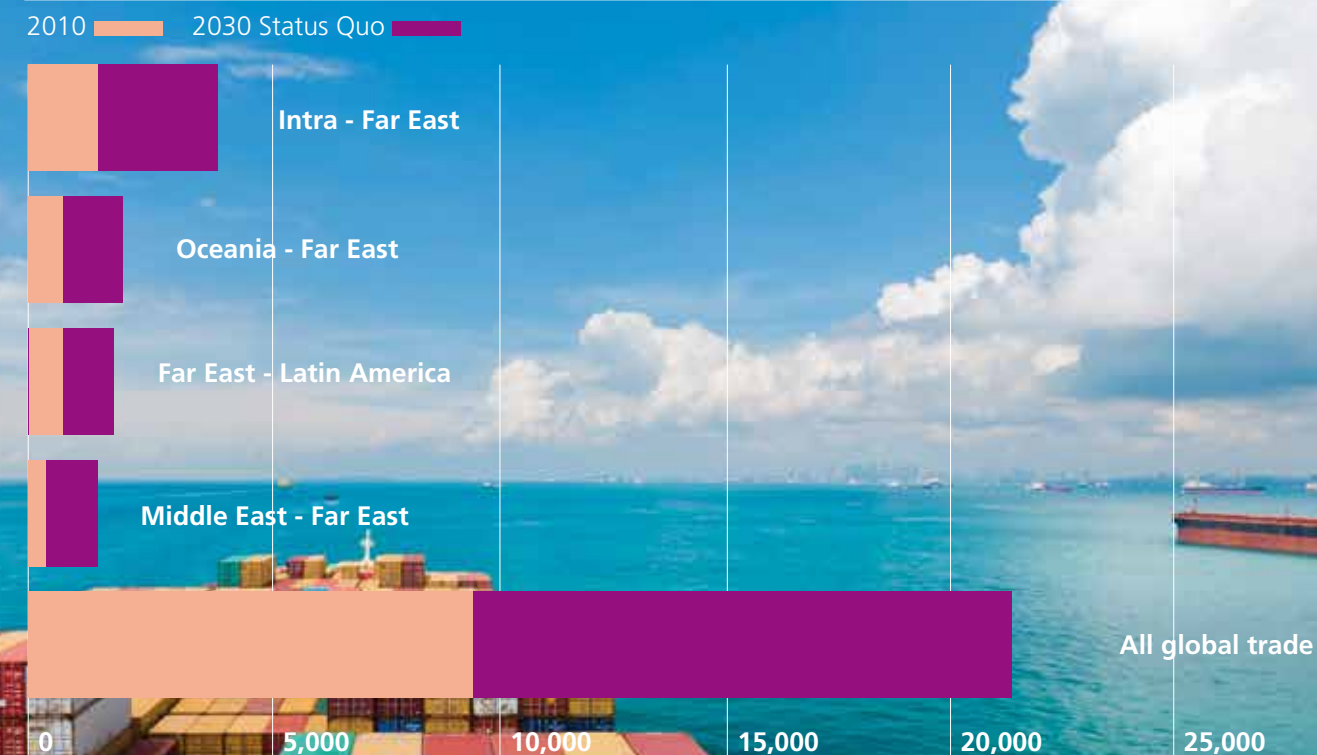 2010 2030 Status Quo
Intra - Far East
Oceania - Far East
Far East - Latin America
Middle East - Far East
All global trade
0 5,000 10,000 15,000 20,000 25,000